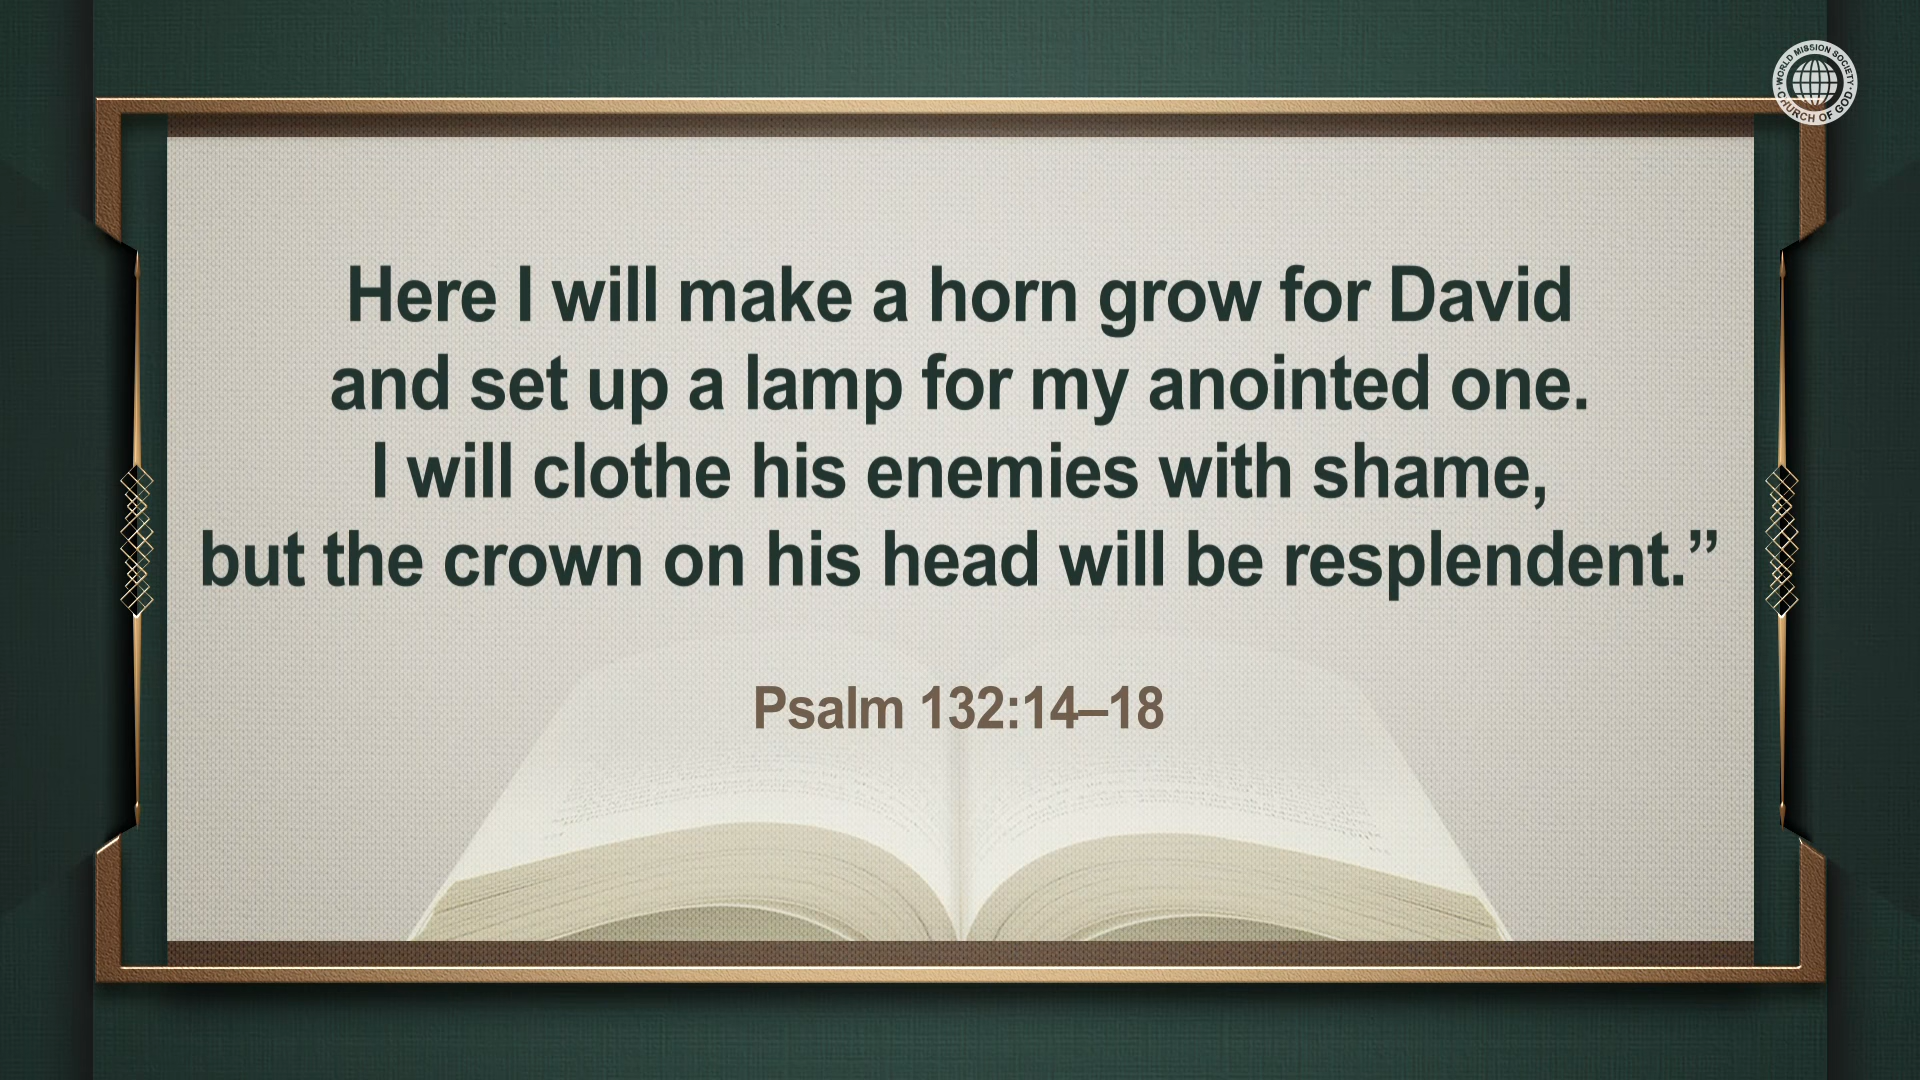 WORLD MISSION SOCIETY
CHURCH OF GOD
Here I will make a horn grow for David
and set up a lamp for my anointed one.
I will clothe his enemies with shame,
but the crown on his head will be resplendent.”
Psalm 132:14–18